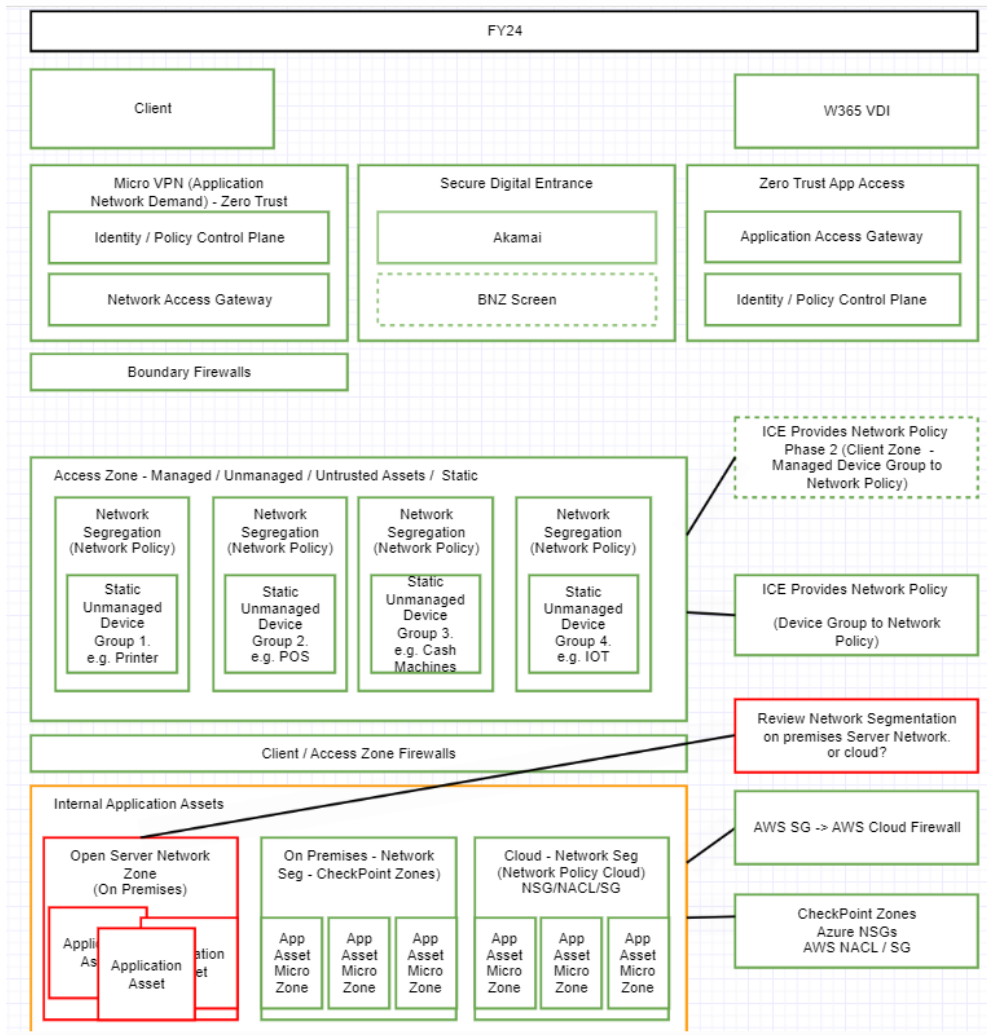 FY24
Client
W365 VDI
Micro VPN (Application
Network Demand) - Zero Trust
Identity / Policy Control Plane
Network Access Gateway
Secure Digital Entrance
Akamai
BNZ Screen
Zero Trust App Access
Application Access Gateway
Identity / Policy Control Plane
Boundary Firewalls
ICE Provides Network Policy
Phase 2 (Client Zone -
Managed Device Group to
Network Policy)
Access Zone - Managed / Unmanaged / Untrusted Assets / Static
Network
Segregation
(Network Policy)
Static
Unmanaged
Device
Group 1.
e.g. Printer
Network
Segregation
(Network Policy)
Static
Unmanaged
Device
Group 2.
e.g. POS
Network
Segregation
(Network Policy)
Static
Unmanaged
Device
Group 3.
e.g. Cash
Machines
Network
Segregation
(Network Policy)
Static
Unmanaged
Device
Group 4.
e.g. IOT
ICE Provides Network Policy
(Device Group to Network
Policy)
Review Network Segmentation
on premises Server Network.
or cloud?
Client / Access Zone Firewalls
Internal Application Assets
Open Server Network
Zone
(On Premises)
Application
Asset
On Premises - Network
Seg - CheckPoint Zones)
App
Asset
Micro
Zone
App
Asset
Micro
Zone
App
Asset
Micro
Zone
Cloud - Network Seg
(Network Policy Cloud)
NSG/NACL/SG
App
Asset
Micro
Zone
App
Asset
Micro
Zone
App
Asset
Micro
Zone
AWS SG -> AWS Cloud Firewall
CheckPoint Zones
Azure NSGs
AWS NACL / SG